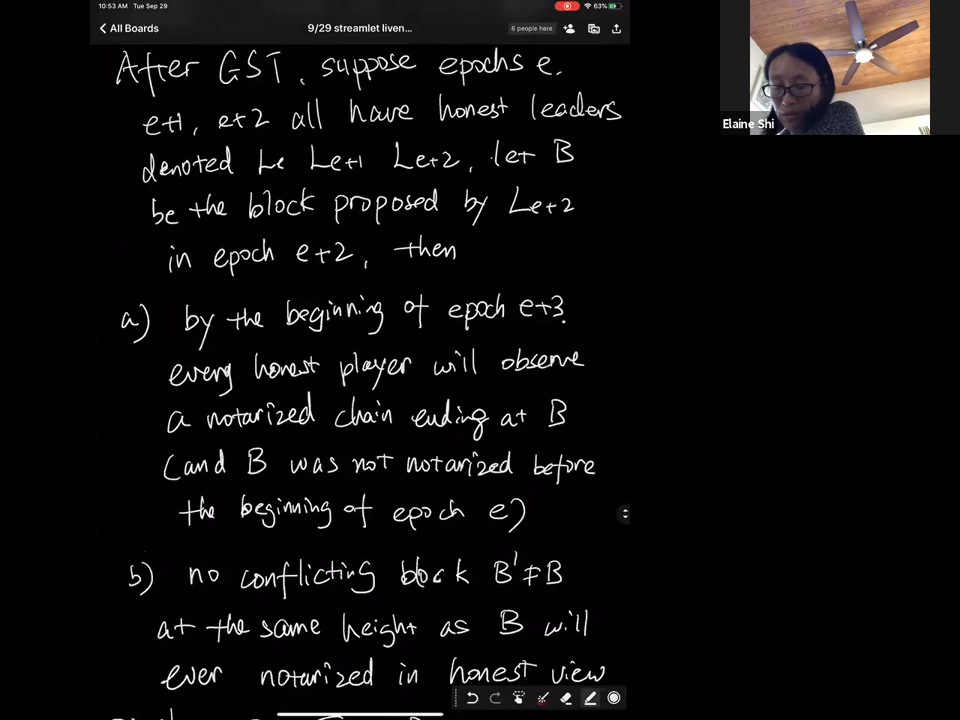 10:53 AM Tue Sep 29
63%
All Boards
9/29 streamlet liven...
6 people here
After GST, suppose epochs e,
e+1, e+2 all have honest leaders
denoted Le Le+1 Le+2, let B
be the block proposed by Le+2
in epoch e+2, then
a) by the beginning of epoch e+3,
every honest player will observe
a notarized chain ending at B
(and B was not notarized before
the beginning of epoch e)
b) no conflicting block B' ≠ B
at the same height as B will
ever notarized in honest view
Elaine Shi